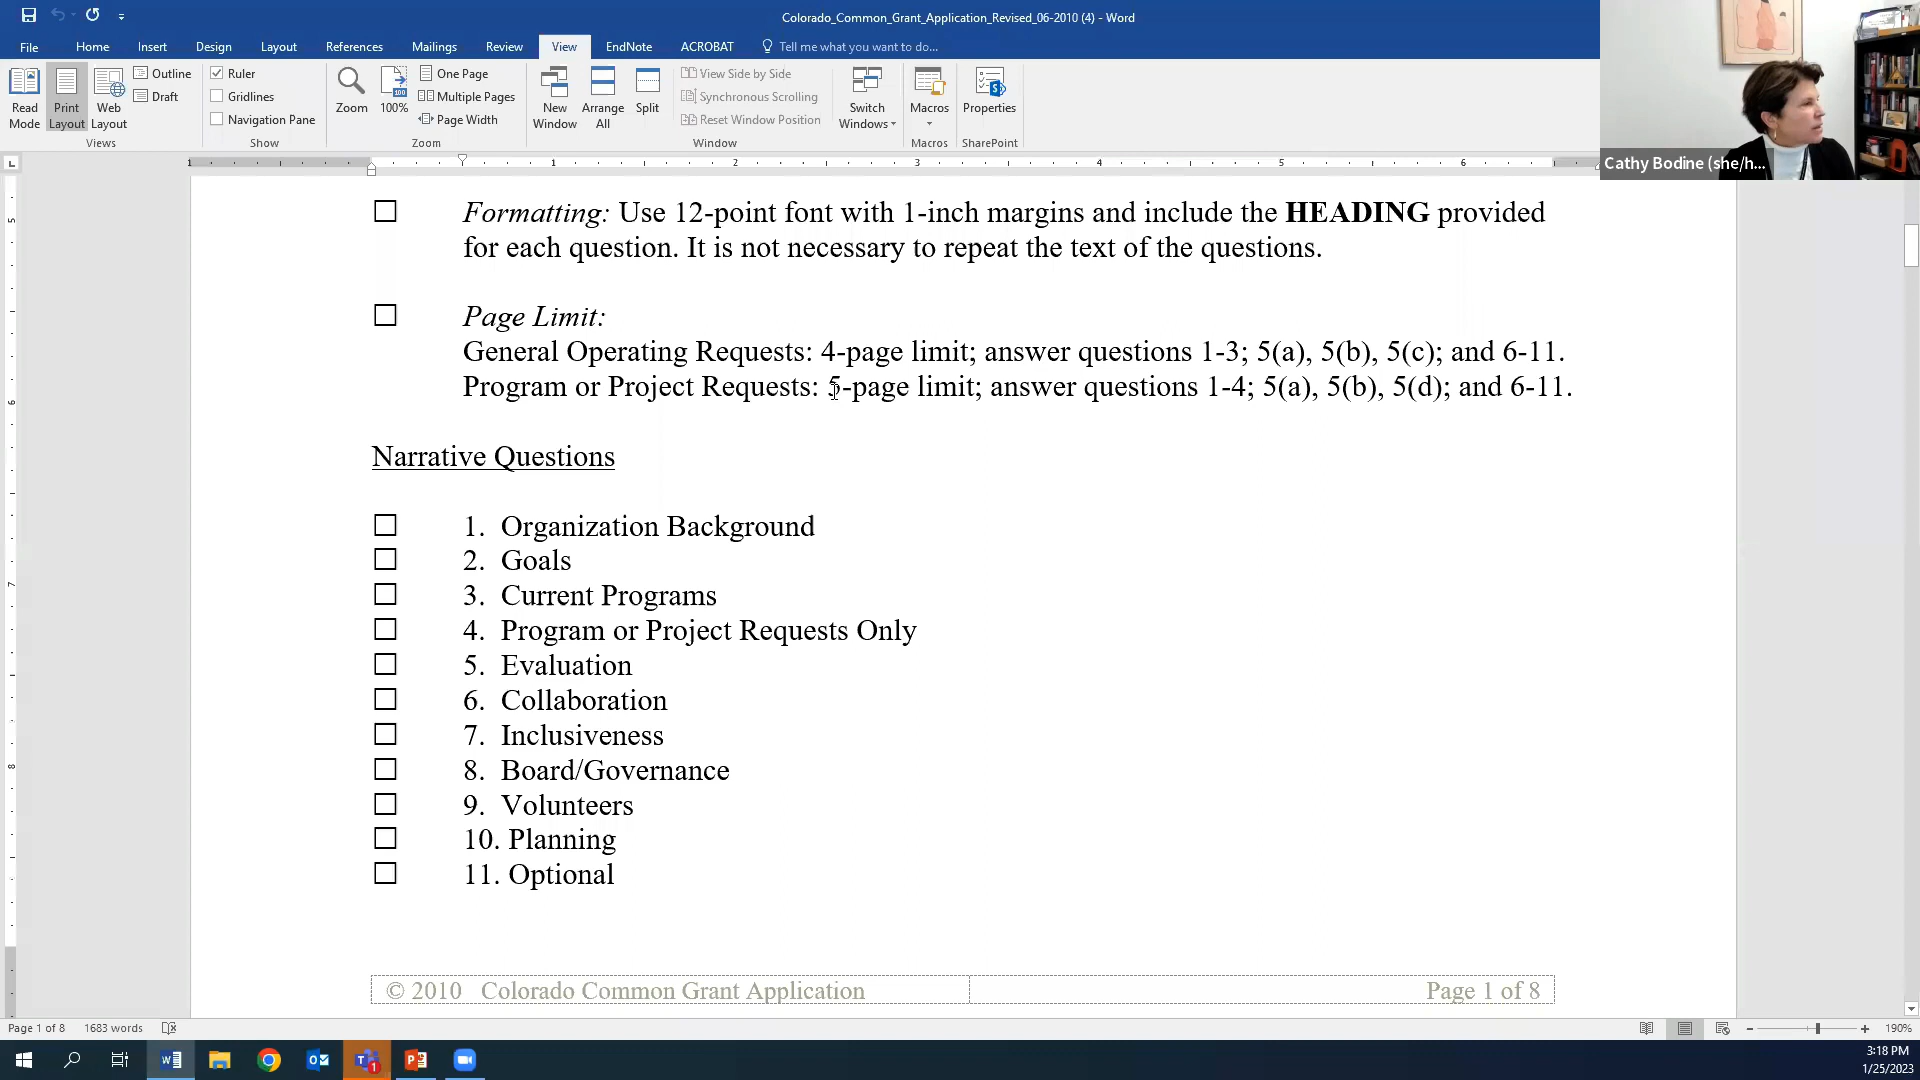 Colorado_Common_Grant_Application_Revised_06-2010 (4) - Word
File Home Insert Design Layout References Mailings Review View EndNote ACROBAT Tell me what you want to do...
Read Mode
Print Layout
Web Layout
Outline
Draft
Views
Ruler
Gridlines
Navigation Pane
Show
Zoom
100%
One Page
Multiple Pages
Page Width
Zoom
New Window
Arrange All
Split
View Side by Side
Synchronous Scrolling
Reset Window Position
Window
Switch Windows
Macros
Macros
Properties
SharePoint
Cathy Bodine (she/h...
1 1 2 3 4 5 6
Formatting: Use 12-point font with 1-inch margins and include the HEADING provided
for each question. It is not necessary to repeat the text of the questions.
Page Limit:
General Operating Requests: 4-page limit; answer questions 1-3; 5(a), 5(b), 5(c); and 6-11.
Program or Project Requests: 5-page limit; answer questions 1-4; 5(a), 5(b), 5(d); and 6-11.
Narrative Questions
1. Organization Background
2. Goals
3. Current Programs
4. Program or Project Requests Only
5. Evaluation
6. Collaboration
7. Inclusiveness
8. Board/Governance
9. Volunteers
10. Planning
11. Optional
© 2010 Colorado Common Grant Application Page 1 of 8
Page 1 of 8 1683 words 190%
3:18 PM
1/25/2023